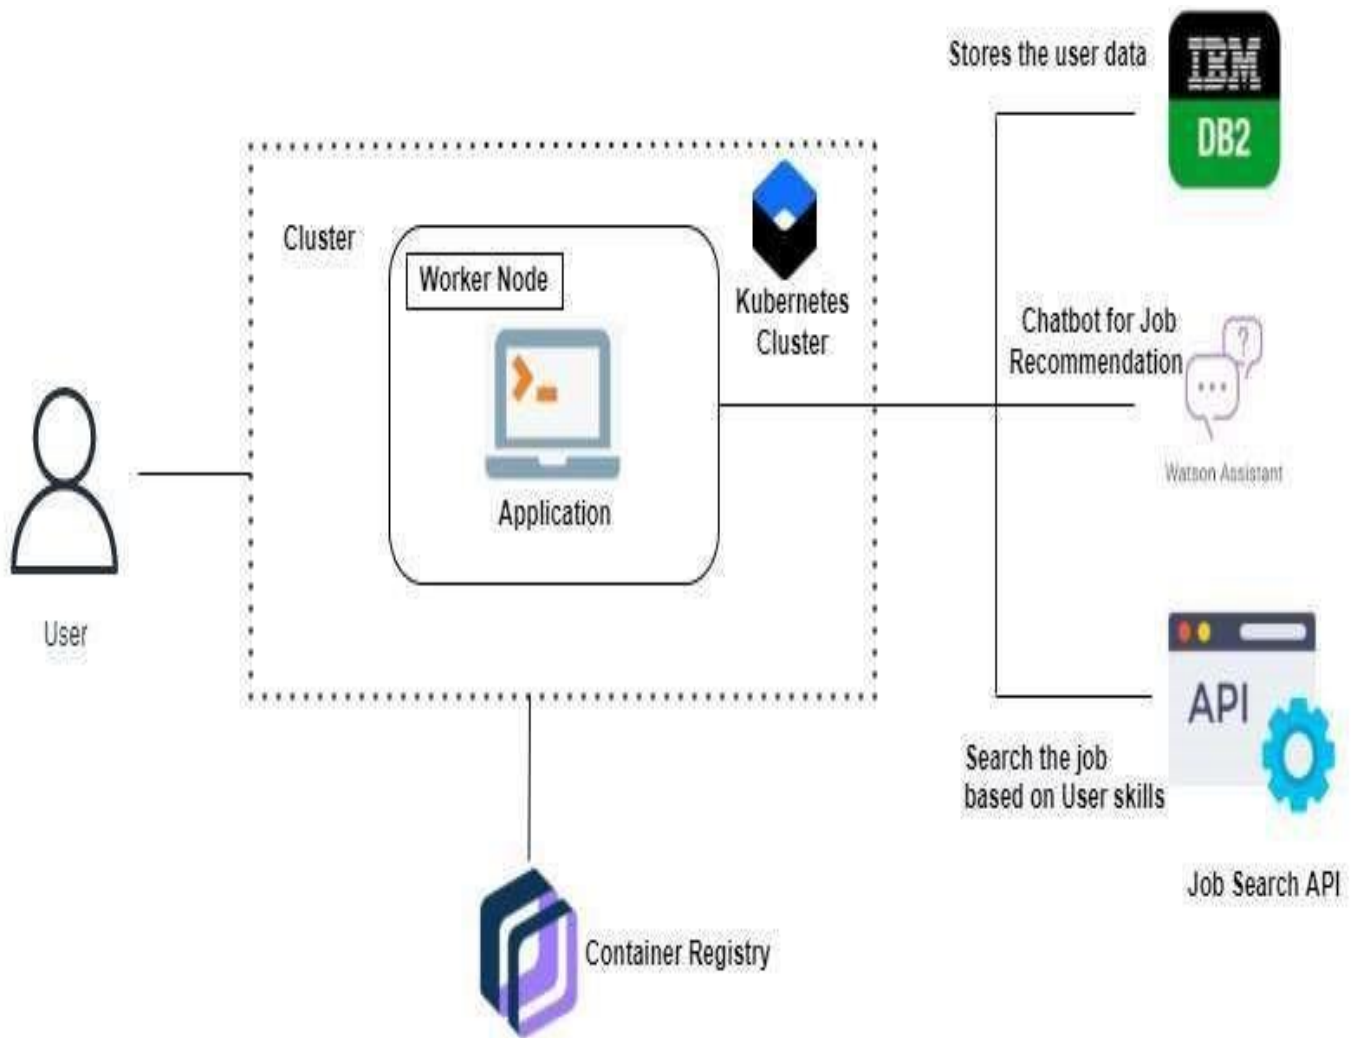 Stores the user data
IBM
DB2
Cluster
Worker Node
Kubernetes
Cluster
Application
Chatbot for Job
Recommendation
?
Watson Assistant
User
API
Search the job
based on User skills
Job Search API
Container Registry